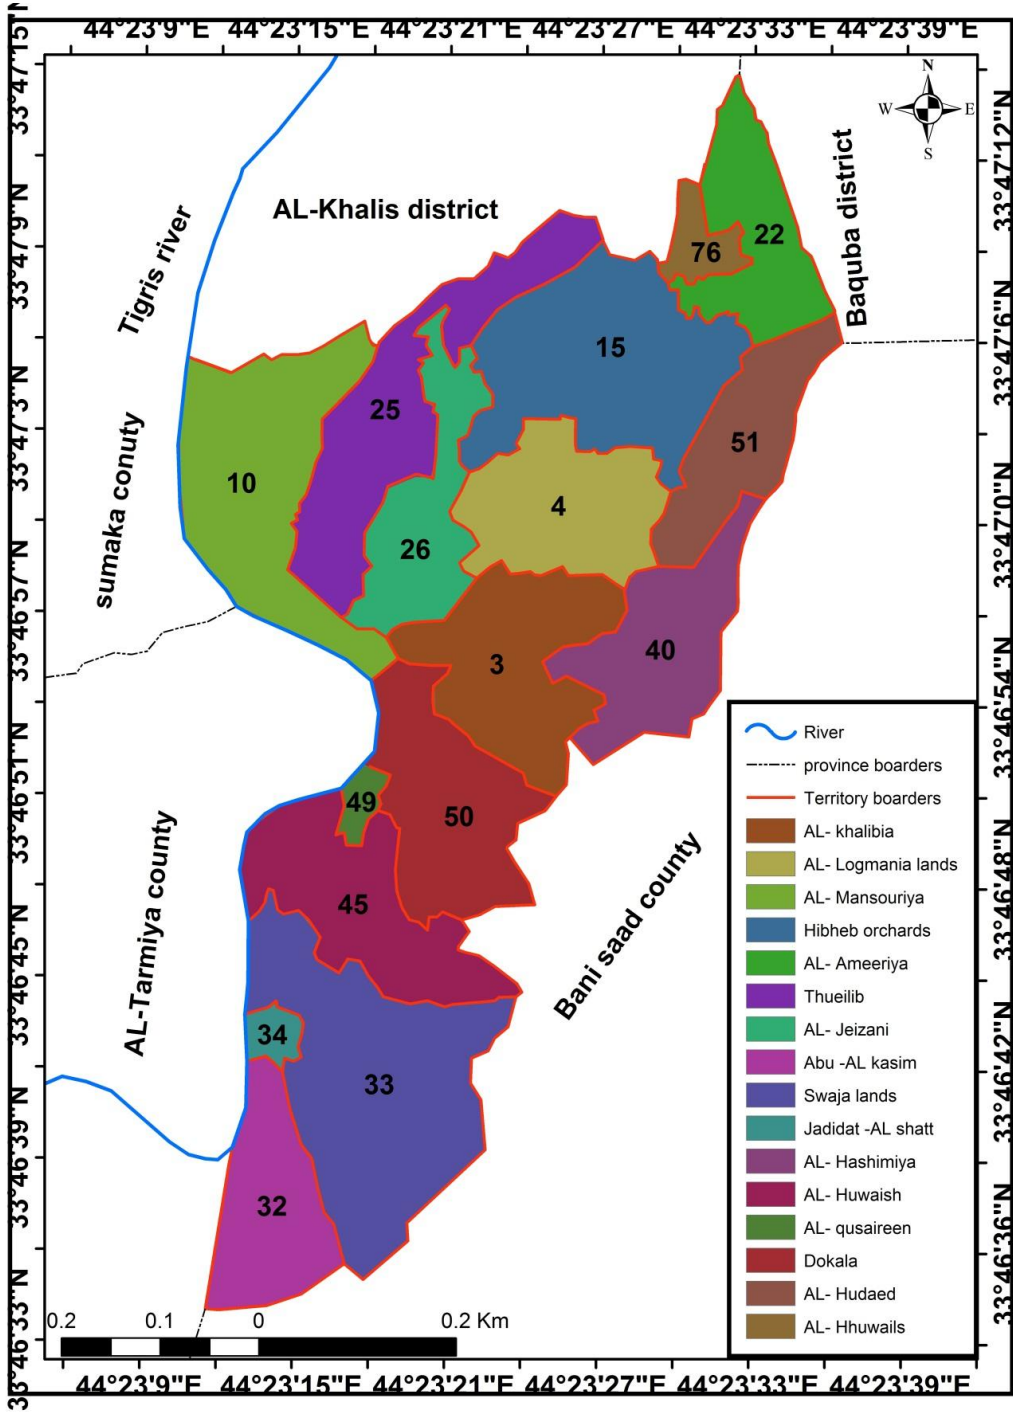 44°23'9"E 44°23'15"E 44°23'21"E 44°23'27"E 44°23'33"E 44°23'39"E
33°47'15"N
33°47'9"N
33°47'3"N
33°46'57"N
33°46'51"N
33°46'45"N
33°46'39"N
33°46'33"N
N
W E
S
33°47'12"N
33°47'6"N
33°47'0"N
33°46'54"N
33°46'48"N
33°46'42"N
33°46'36"N
AL-Khalis district
Baquba district
Tigris river
sumaka conuty
AL-Tarmiya county
Bani saad county
22
76
15
25
51
10
4
26
40
3
49
50
45
34
33
32
River
province boarders
Territory boarders
AL- khalibia
AL- Logmania lands
AL- Mansouriya
Hibheb orchards
AL- Ameeriya
Thueilib
AL- Jeizani
Abu -AL kasim
Swaja lands
Jadidat -AL shatt
AL- Hashimiya
AL- Huwaish
AL- qusaireen
Dokala
AL- Hudaed
AL- Hhuwails
0.2 0.1 0 0.2 Km
44°23'9"E 44°23'15"E 44°23'21"E 44°23'27"E 44°23'33"E 44°23'39"E